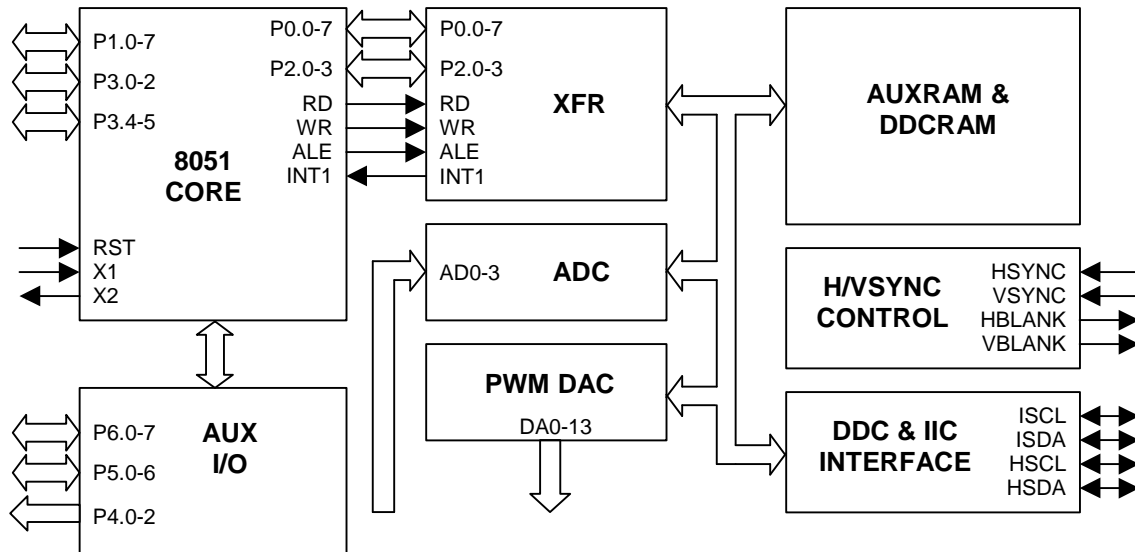 P1.0-7
P3.0-2
P3.4-5
8051
CORE
RST
X1
X2
P0.0-7
P2.0-3
RD
WR
ALE
INT1
P0.0-7
P2.0-3
RD
WR
ALE
INT1
XFR
AUXRAM &
DDCRAM
AD0-3
ADC
H/VSYNC
CONTROL
HSYNC
VSYNC
HBLANK
VBLANK
PWM DAC
DA0-13
P6.0-7
P5.0-6
P4.0-2
AUX
I/O
DDC & IIC
INTERFACE
ISCL
ISDA
HSCL
HSDA